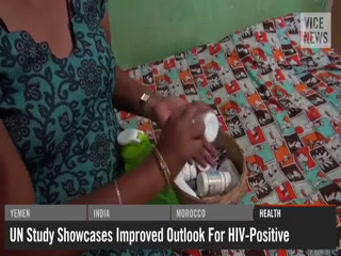 VICE
NEWS
YEMEN INDIA MOROCCO HEALTH
UN Study Showcases Improved Outlook For HIV-Positive